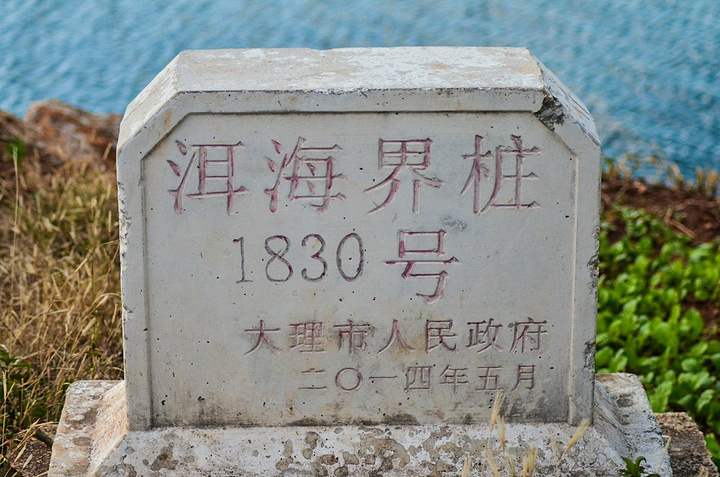 洱海界桩
1830号
大理市人民政府
二〇一四年五月